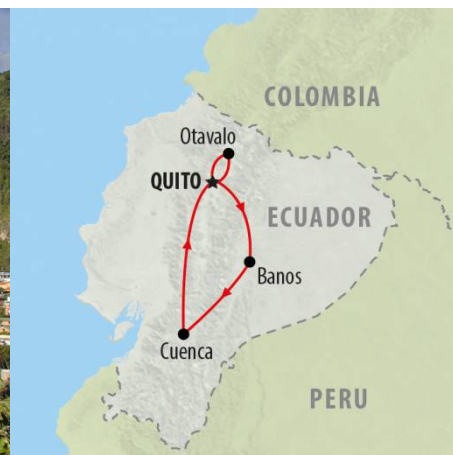 COLOMBIA
Otavalo
QUITO
ECUADOR
Banos
Cuenca
PERU